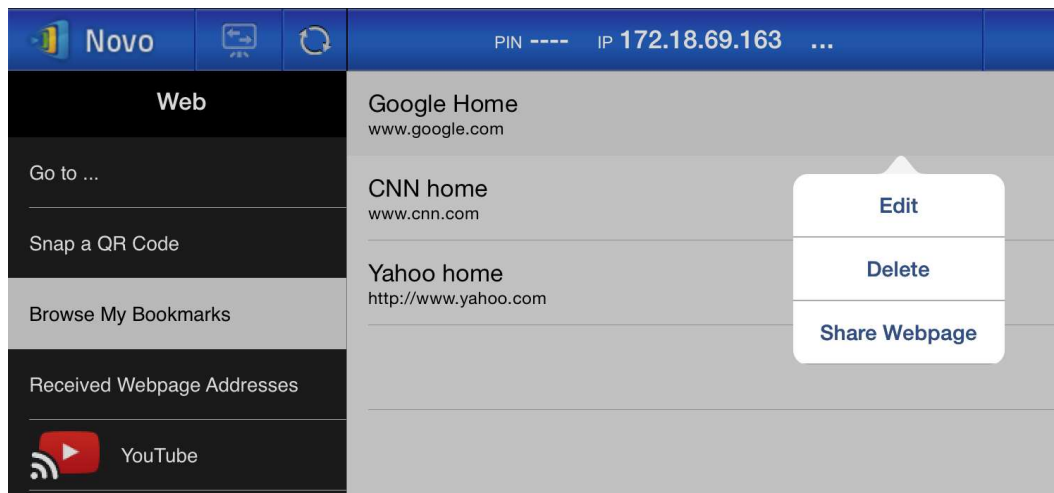 Novo
PIN ---- IP 172.18.69.163 ...
Web
Go to ...
Snap a QR Code
Browse My Bookmarks
Received Webpage Addresses
YouTube
Google Home
www.google.com
CNN home
www.cnn.com
Yahoo home
http://www.yahoo.com
Edit
Delete
Share Webpage